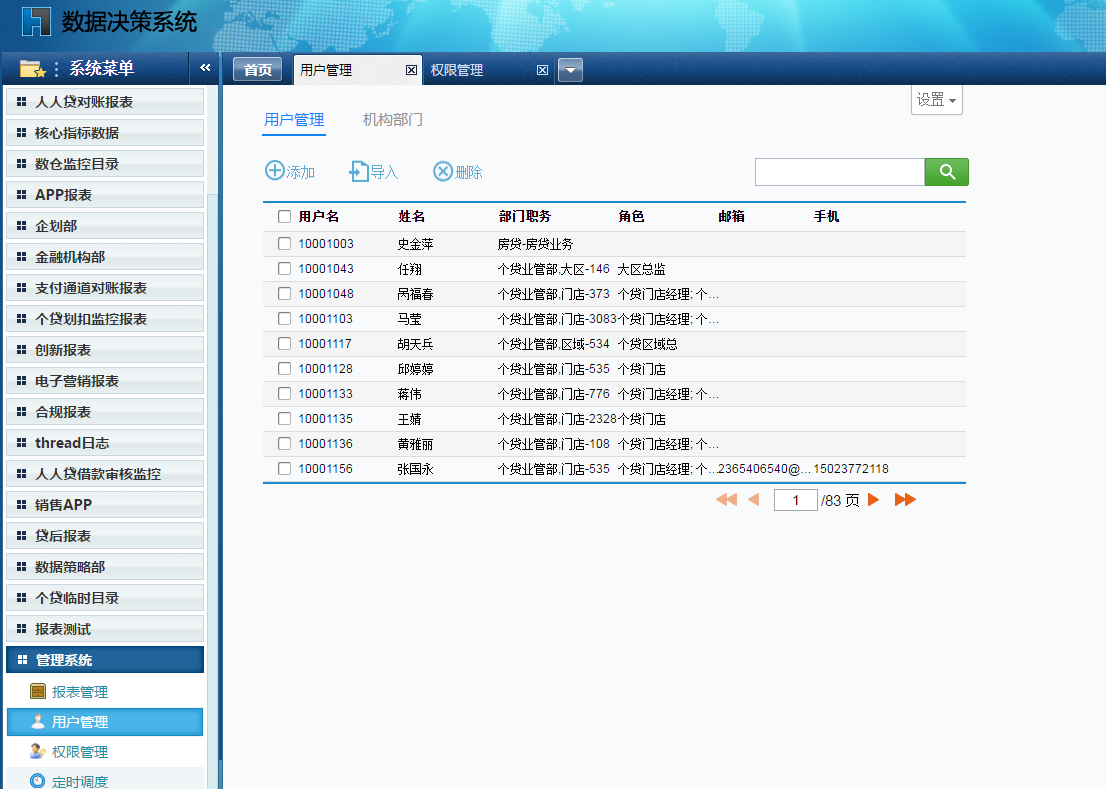 数据决策系统
系统菜单 «
首页 用户管理 权限管理
人人贷对账报表
核心指标数据
数仓监控目录
APP报表
企划部
金融机构部
支付通道对账报表
个贷划扣监控报表
创新报表
电子营销报表
合规报表
thread日志
人人贷借款审核监控
销售APP
贷后报表
数据策略部
个贷临时目录
报表测试
管理系统
报表管理
用户管理
权限管理
定时调度
设置
用户管理 机构部门
添加 导入 删除
用户名 姓名 部门职务 角色 邮箱 手机
10001003 史金萍 房贷-房贷业务
10001043 任翔 个贷业管部,大区-146 大区总监
10001048 福春 个贷业管部,门店-373 个贷门店经理; 个...
10001103 马莹 个贷业管部,门店-3083 个贷门店经理; 个...
10001117 胡天兵 个贷业管部,区域-534 个贷区域总
10001128 邱婷婷 个贷业管部,门店-535 个贷门店
10001133 蒋伟 个贷业管部,门店-776 个贷门店经理; 个...
10001135 王婧 个贷业管部,门店-2328 个贷门店
10001136 黄雅丽 个贷业管部,门店-108 个贷门店经理; 个...
10001156 张国永 个贷业管部,门店-535 个贷门店经理; 个... 2365406540@... 15023772118
1 /83 页